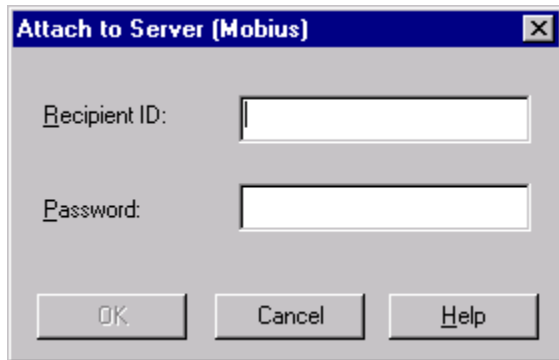 Attach to Server (Mobius)
Recipient ID:
Password:
OK Cancel Help